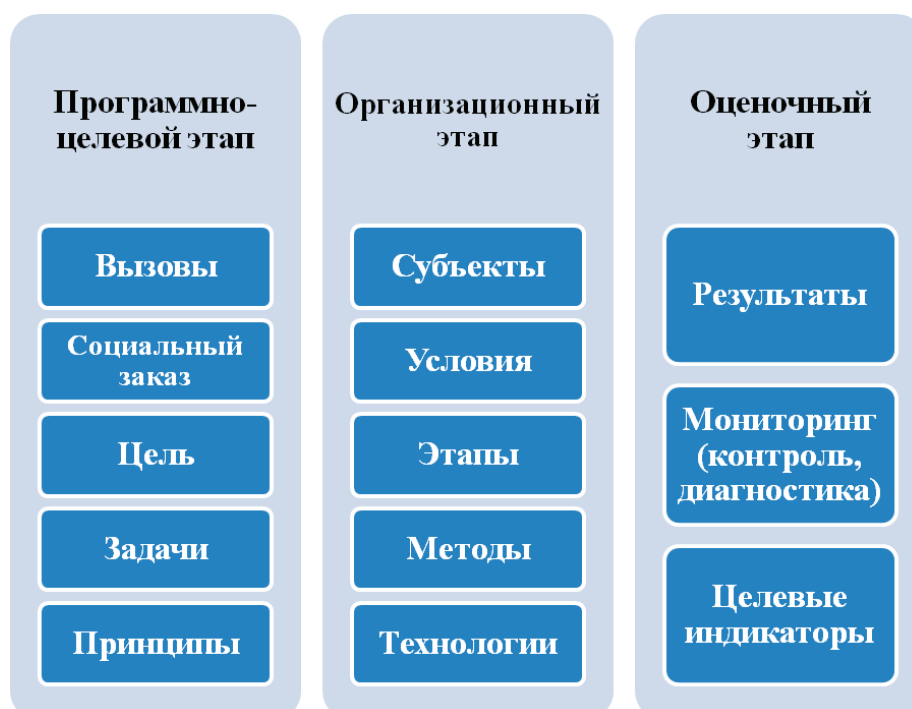 Программно-
целевой этап
Вызовы
Социальный
заказ
Цель
Задачи
Принципы
Организационный
этап
Субъекты
Условия
Этапы
Методы
Технологии
Оценочный
этап
Результаты
Мониторинг
(контроль,
диагностика)
Целевые
индикаторы